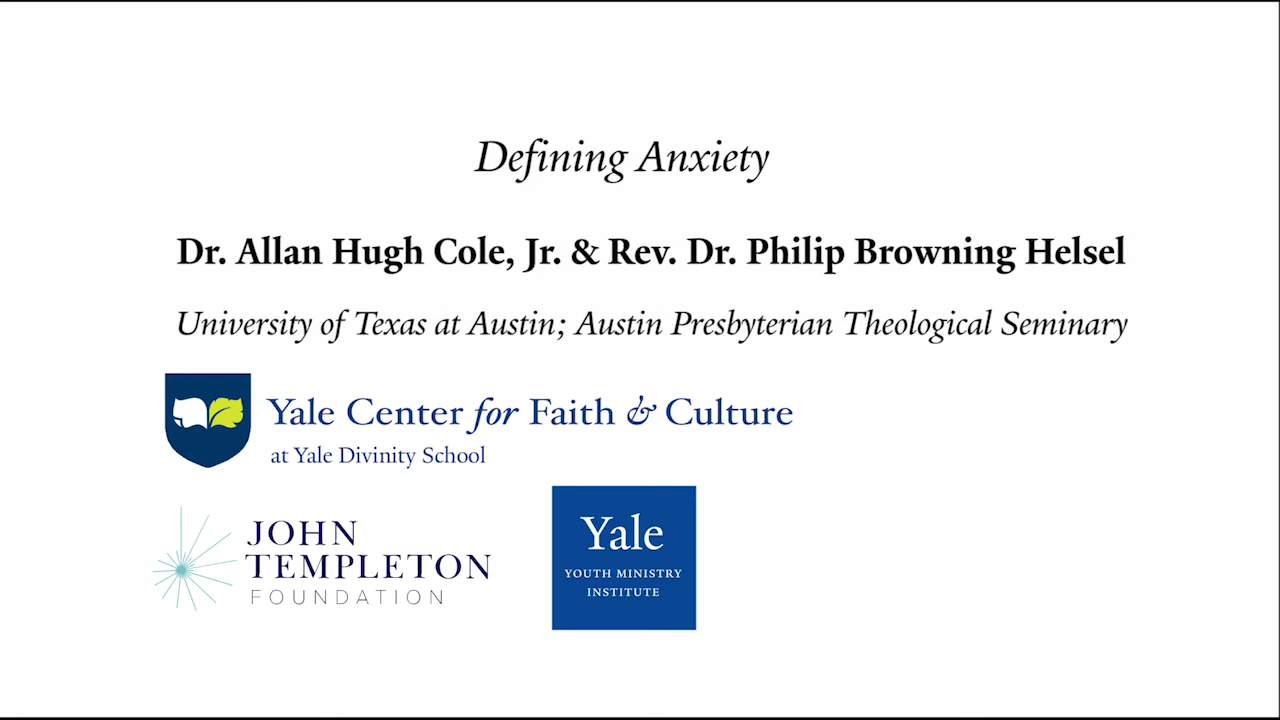 Defining Anxiety
Dr. Allan Hugh Cole, Jr. & Rev. Dr. Philip Browning Helsel
University of Texas at Austin; Austin Presbyterian Theological Seminary
Yale Center for Faith & Culture
at Yale Divinity School
JOHN
TEMPLETON
FOUNDATION
Yale
YOUTH MINISTRY
INSTITUTE